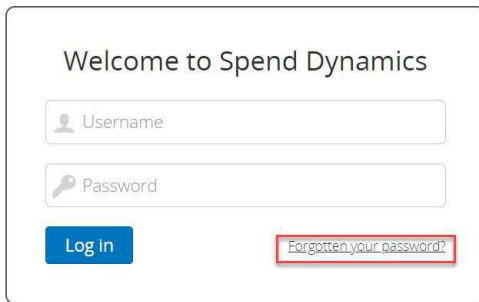 Welcome to Spend Dynamics
Username
Password
Log in
Forgotten your password?